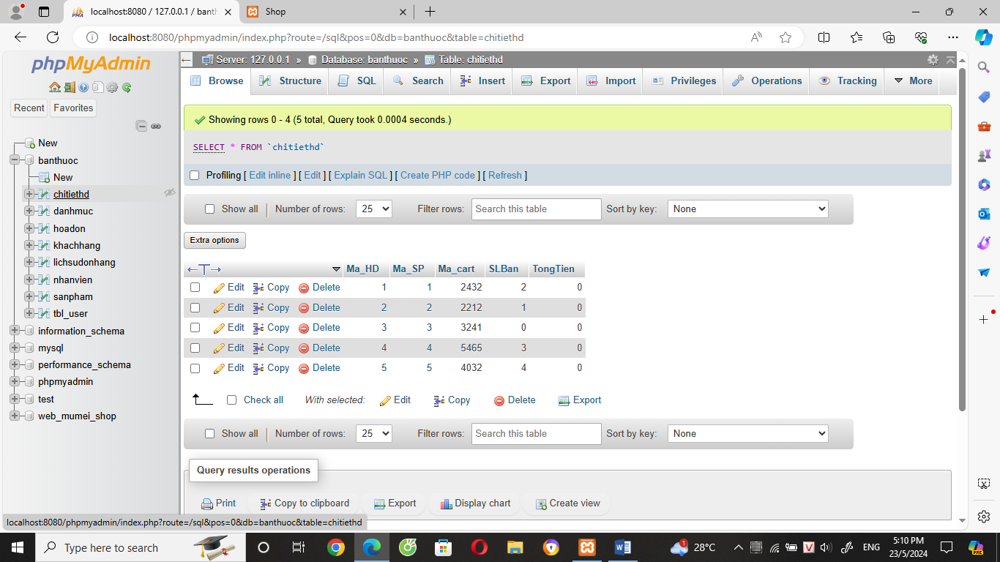 localhost:8080 / 127.0.0.1 / banth
Shop
localhost:8080/phpmyadmin/index.php?route=/sql&pos=0&db=banthuoc&table=chitiethd
phpMyAdmin
Recent Favorites
New
banthuoc
New
chitiethd
danhmuc
hoadon
khachhang
lichsudonhang
nhanvien
sanpham
tbl_user
information_schema
mysql
performance_schema
phpmyadmin
test
web_mumei_shop
Server: 127.0.0.1 » Database: banthuoc » Table: chitiethd
Browse Structure SQL Search Insert Export Import Privileges Operations Tracking More
Showing rows 0 - 4 (5 total, Query took 0.0004 seconds.)
SELECT * FROM `chitiethd`
Profiling [ Edit inline ] [ Edit ] [ Explain SQL ] [ Create PHP code ] [ Refresh ]
Show all Number of rows: 25 Filter rows: Search this table Sort by key: None
Extra options
←T→ Ma_HD Ma_SP Ma_cart SLBan TongTien
Edit Copy Delete 1 1 2432 2 0
Edit Copy Delete 2 2 2212 1 0
Edit Copy Delete 3 3 3241 0 0
Edit Copy Delete 4 4 5465 3 0
Edit Copy Delete 5 5 4032 4 0
Check all With selected: Edit Copy Delete Export
Show all Number of rows: 25 Filter rows: Search this table Sort by key: None
Query results operations
Print Copy to clipboard Export Display chart Create view
localhost:8080/phpmyadmin/index.php?route=/sql&pos=0&db=banthuoc&table=chitiethd
Type here to search
1 28°C ENG 5:10 PM
23/5/2024